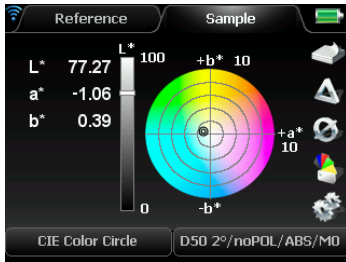 Reference Sample
L* 77.27
a* -1.06
b* 0.39
L*
100
0
+b* 10
+a*
10
-b*
CIE Color Circle D50 2°/noPOL/ABS/M0